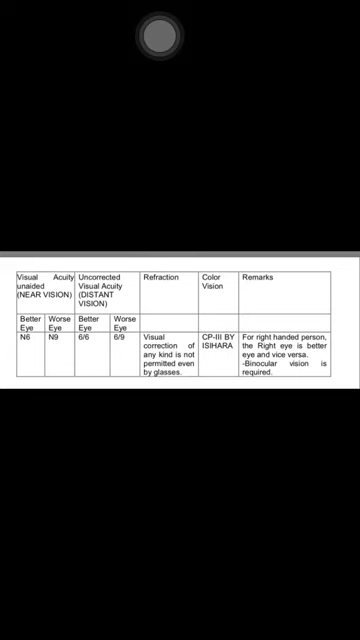 Visual Acuity unaided (NEAR VISION)
Uncorrected Visual Acuity (DISTANT VISION)
Refraction
Color Vision
Remarks
Better Eye
Worse Eye
Better Eye
Worse Eye
N6
N9
6/6
6/9
Visual correction of any kind is not permitted even by glasses.
CP-III BY ISIHARA
For right handed person, the Right eye is better eye and vice versa.
-Binocular vision is required.